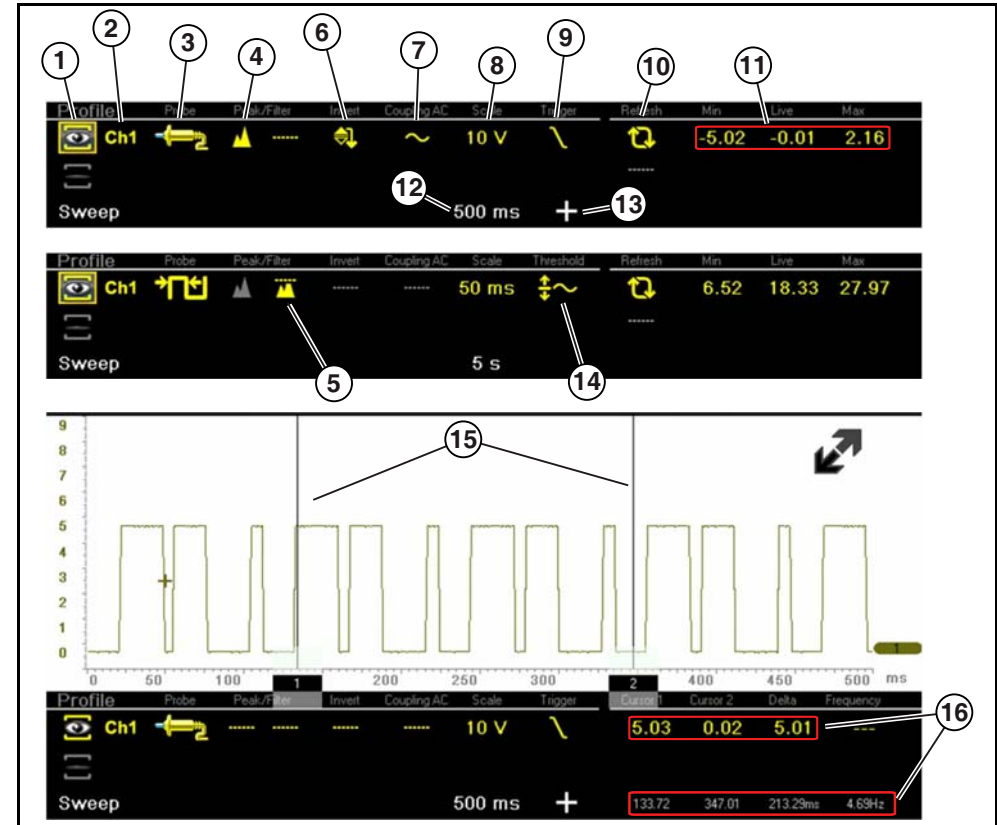 1 2 3 4 6 7 8 9 10 11
Profile Probe Peak/Filter Invert Coupling AC Scale Trigger Refresh Min Live Max
Ch1 ----- 10 V -5.02 -0.01 2.16
-----
12 13
Sweep 500 ms +
Profile Probe Peak/Filter Invert Coupling AC Scale Threshold Refresh Min Live Max
Ch1 ----- ----- 50 ms 6.52 18.33 27.97
-----
Sweep 5 s
5 14
9
8
7
6
5
4
3
2
1
0
15
1
0 50 100 200 250 300 400 450 500 ms
1 2
Profile Probe Peak/Filter Invert Coupling AC Scale Trigger Cursor 1 Cursor 2 Delta Frequency
Ch1 ----- ----- ----- ----- 10 V 5.03 0.02 5.01 ---
16
Sweep 500 ms + 133.72 347.01 213.29ms 4.69Hz